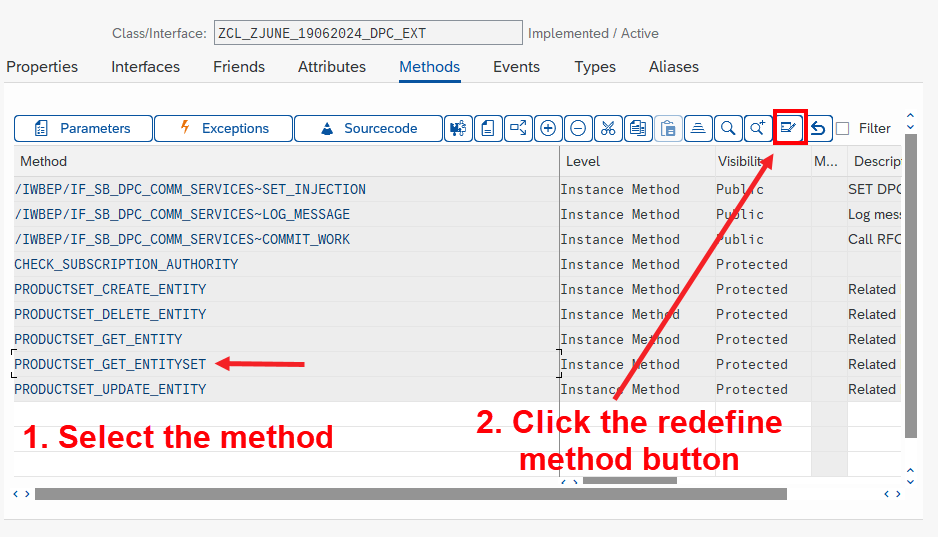 Class/Interface: ZCL_ZJUNE_19062024_DPC_EXT Implemented / Active
Properties Interfaces Friends Attributes Methods Events Types Aliases
Parameters Exceptions Sourcecode Filter
Method Level Visibilit M... Descrip
/IWBEP/IF_SB_DPC_COMM_SERVICES~SET_INJECTION Instance Method Public SET DPC
/IWBEP/IF_SB_DPC_COMM_SERVICES~LOG_MESSAGE Instance Method Public Log mess
/IWBEP/IF_SB_DPC_COMM_SERVICES~COMMIT_WORK Instance Method Public Call RFC
CHECK_SUBSCRIPTION_AUTHORITY Instance Method Protected
PRODUCTSET_CREATE_ENTITY Instance Method Protected Related
PRODUCTSET_DELETE_ENTITY Instance Method Protected Related
PRODUCTSET_GET_ENTITY Instance Method Protected Related
PRODUCTSET_GET_ENTITYSET Instance Method Protected Related
PRODUCTSET_UPDATE_ENTITY Instance Method Protected Related
1. Select the method
2. Click the redefine
method button